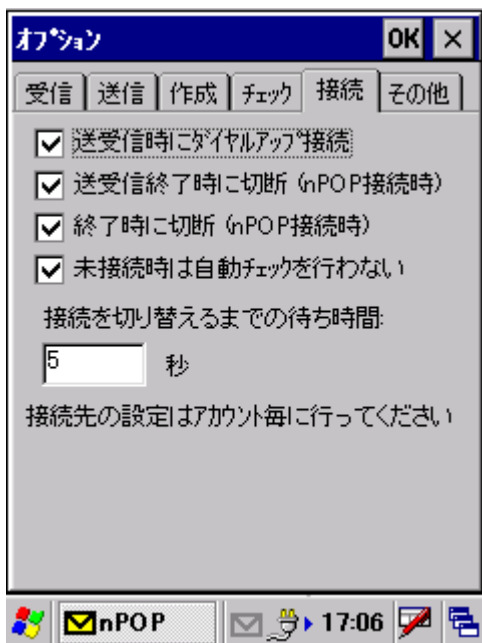 ｵﾌﾟｼｮﾝ OK ×
受信 送信 作成 ﾁｪｯｸ 接続 その他
送受信時にﾀﾞｲﾔﾙｱｯﾌﾟ接続
送受信終了時に切断 (nPOP接続時)
終了時に切断 (nPOP接続時)
未接続時は自動ﾁｪｯｸを行わない
接続を切り替えるまでの待ち時間:
5 秒
接続先の設定はｱｶｳﾝﾄ毎に行ってください
nPOP 17:06